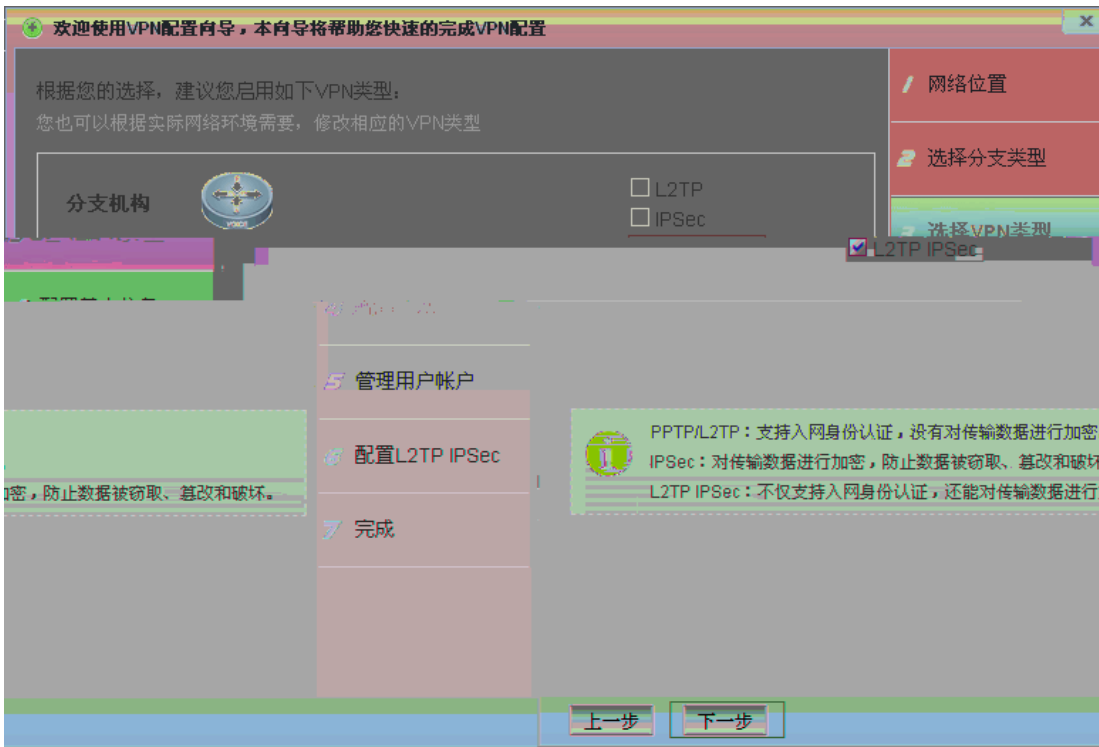 欢迎使用VPN配置向导，本向导将帮助您快速的完成VPN配置
根据您的选择，建议您启用如下VPN类型：
您也可以根据实际网络环境需要，修改相应的VPN类型
分支机构
L2TP
IPSec
L2TP IPSec
1 网络位置
2 选择分支类型
选择VPN类型
5 管理用户帐户
6 配置L2TP IPSec
7 完成
PPTP/L2TP：支持入网身份认证，没有对传输数据进行加密
IPSec：对传输数据进行加密，防止数据被窃取、篡改和破坏
L2TP IPSec：不仅支持入网身份认证，还能对传输数据进行
加密，防止数据被窃取、篡改和破坏。
上一步
下一步